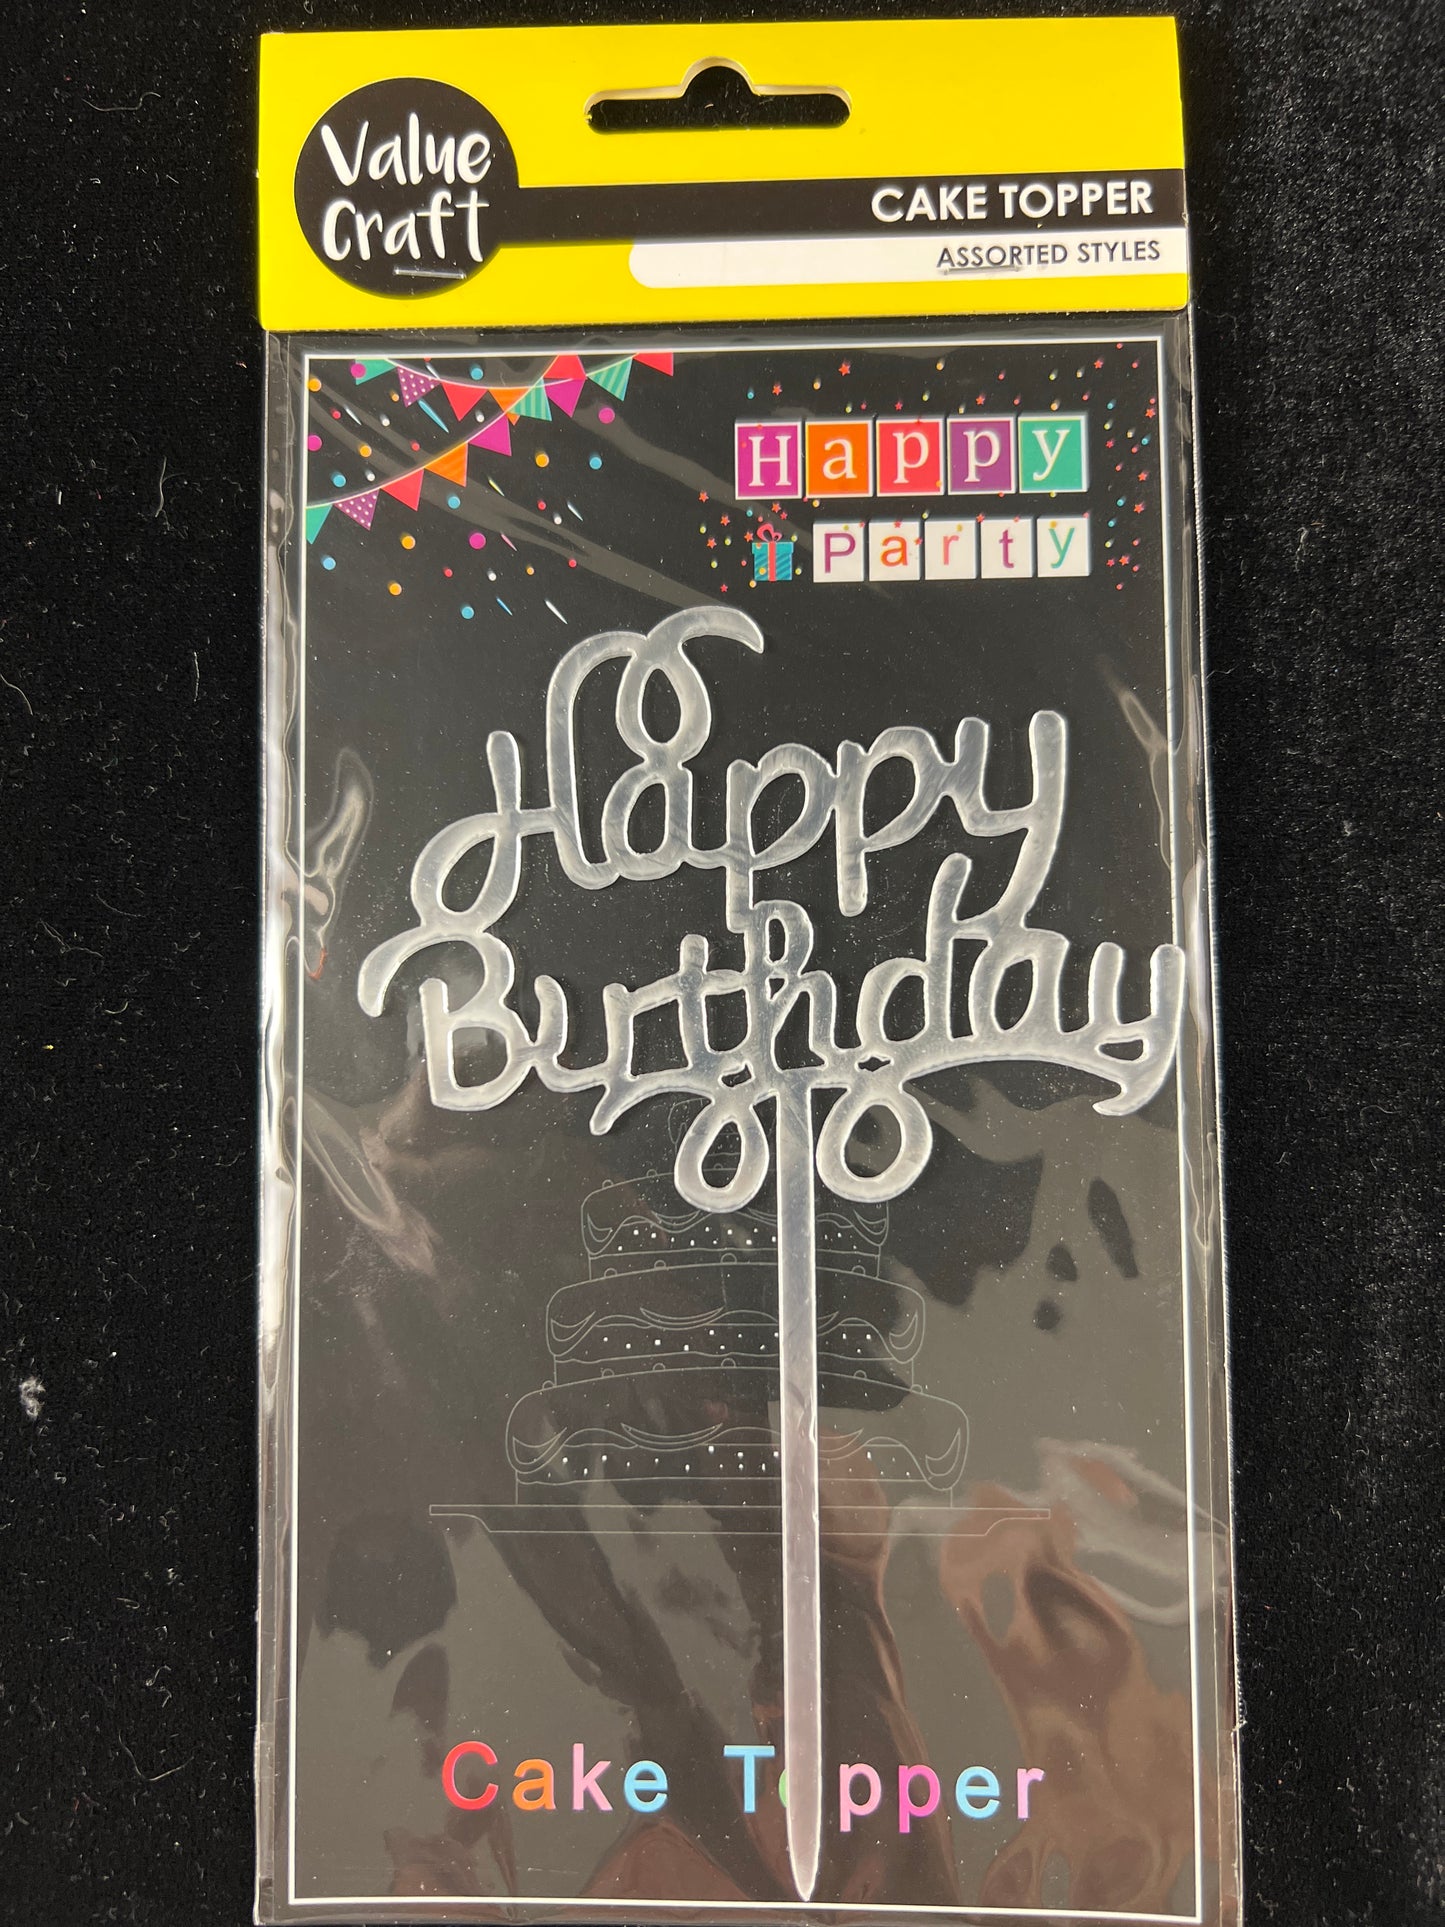 Value
Craft
CAKE TOPPER
ASSORTED STYLES
Happy
Party
Happy
Birthday
Cake Topper